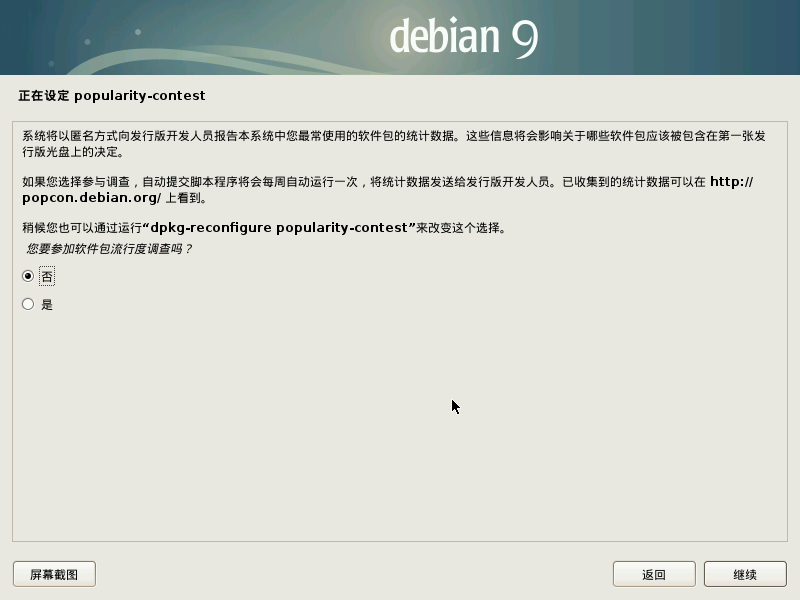 debian 9
正在设定 popularity-contest
系统将以匿名方式向发行版开发人员报告本系统中您最常使用的软件包的统计数据。这些信息将会影响关于哪些软件包应该被包含在第一张发
行版光盘上的决定。
如果您选择参与调查，自动提交脚本程序将会每周自动运行一次，将统计数据发送给发行版开发人员。已收集到的统计数据可以在 http://
popcon.debian.org/ 上看到。
稍候您也可以通过运行“dpkg-reconfigure popularity-contest”来改变这个选择。
您要参加软件包流行度调查吗？
否
是
屏幕截图
返回
继续